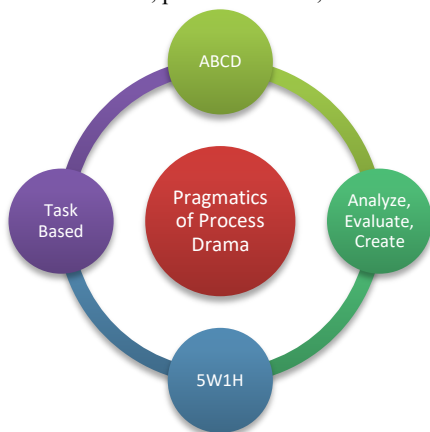 ABCD
Task
Based
Pragmatics
of Process
Drama
Analyze,
Evaluate,
Create
5W1H